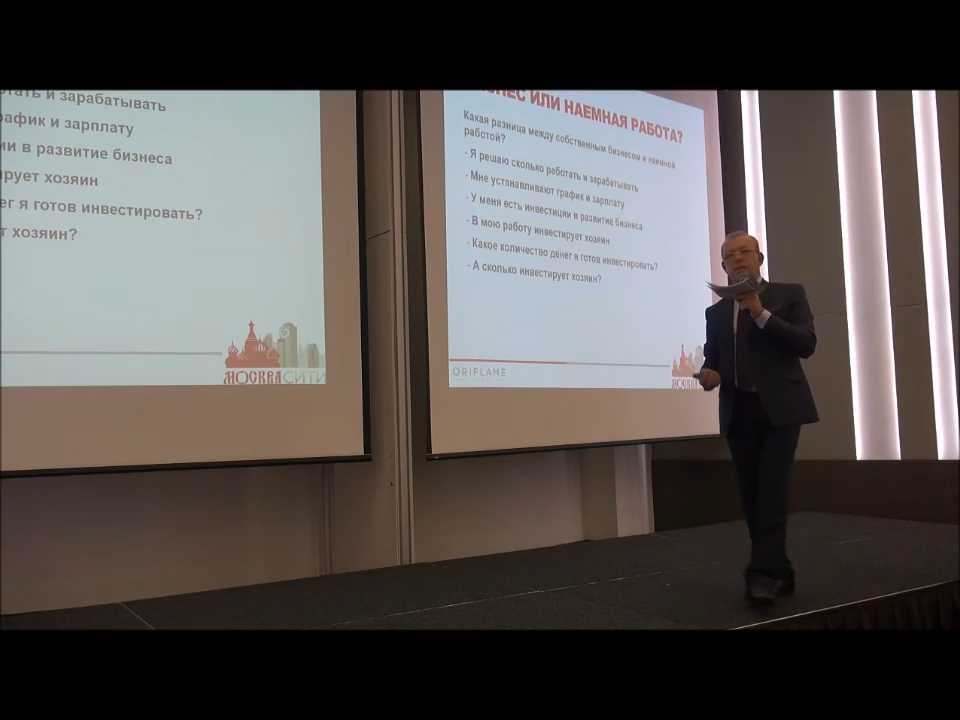 тать и зарабатывать
рафик и зарплату
ии в развитие бизнеса
ирует хозяин
ег я готов инвестировать?
т хозяин?
МОСКВАСИТИ
НЕС ИЛИ НАЕМНАЯ РАБОТА?
Какая разница между собственным бизнесом и наемной
работой?
- Я решаю сколько работать и зарабатывать
- Мне устанавливают график и зарплату
- У меня есть инвестиции в развитие бизнеса
- В мою работу инвестирует хозяин
- Какое количество денег я готов инвестировать?
- А сколько инвестирует хозяин?
ORIFLAME
МОСКВА